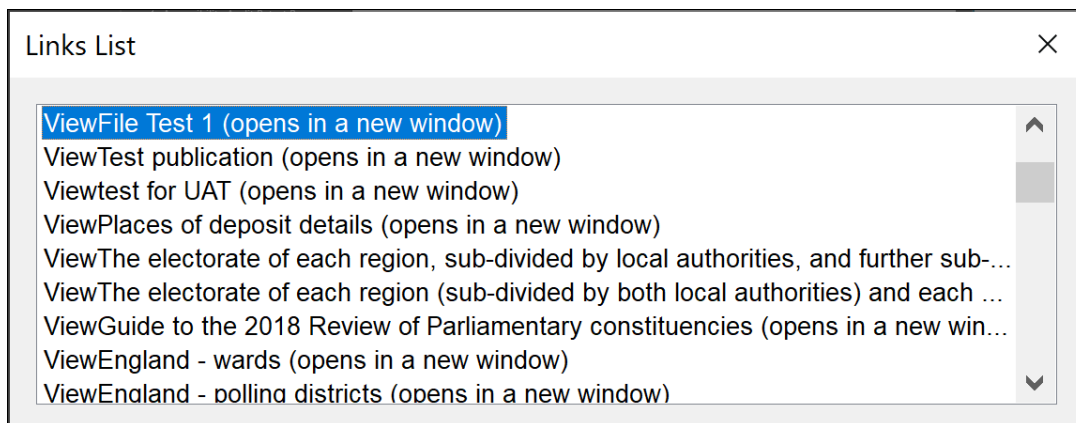 Links List
ViewFile Test 1 (opens in a new window)
ViewTest publication (opens in a new window)
Viewtest for UAT (opens in a new window)
ViewPlaces of deposit details (opens in a new window)
ViewThe electorate of each region, sub-divided by local authorities, and further sub-...
ViewThe electorate of each region (sub-divided by both local authorities) and each ...
ViewGuide to the 2018 Review of Parliamentary constituencies (opens in a new win...
ViewEngland - wards (opens in a new window)
ViewEngland - polling districts (opens in a new window)